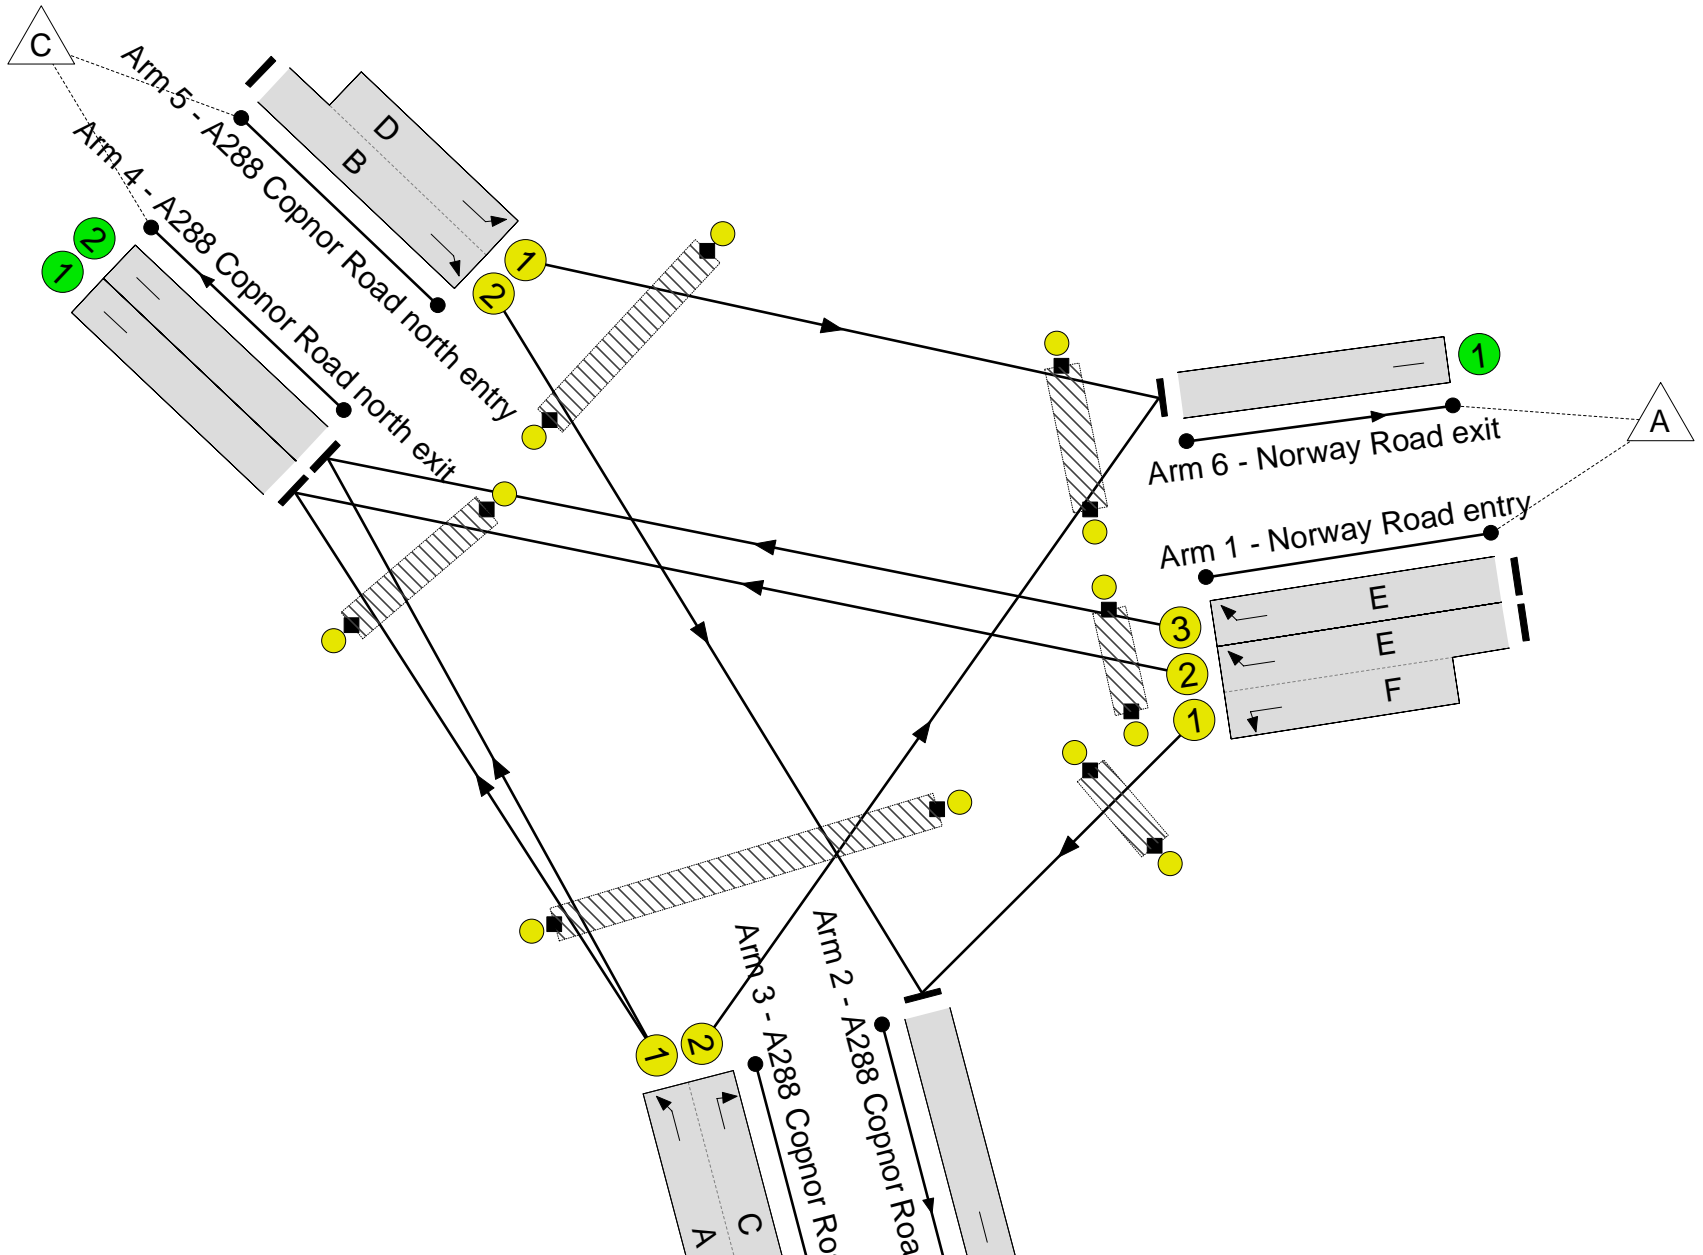 C
Arm 5 - A288 Copnor Road north entry
Arm 4 - A288 Copnor Road north exit
D
B
1
2
2
1
1
A
Arm 6 - Norway Road exit
Arm 1 - Norway Road entry
E
E
F
3
2
1
1
2
Arm 3 - A288 Copnor Ro
Arm 2 - A288 Copnor Roa
A
C